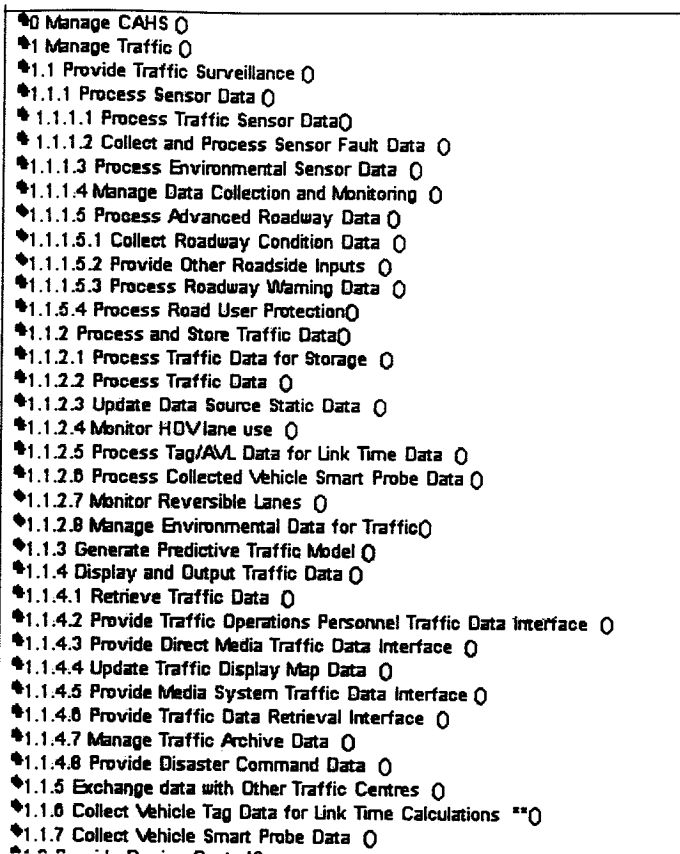 0 Manage CAHS ()
1 Manage Traffic ()
1.1 Provide Traffic Surveillance ()
1.1.1 Process Sensor Data ()
1.1.1.1 Process Traffic Sensor Data()
1.1.1.2 Collect and Process Sensor Fault Data ()
1.1.1.3 Process Environmental Sensor Data ()
1.1.1.4 Manage Data Collection and Monitoring ()
1.1.1.5 Process Advanced Roadway Data ()
1.1.1.5.1 Collect Roadway Condition Data ()
1.1.1.5.2 Provide Other Roadside Inputs ()
1.1.1.5.3 Process Roadway Warning Data ()
1.1.5.4 Process Road User Protection()
1.1.2 Process and Store Traffic Data()
1.1.2.1 Process Traffic Data for Storage ()
1.1.2.2 Process Traffic Data ()
1.1.2.3 Update Data Source Static Data ()
1.1.2.4 Monitor HOV lane use ()
1.1.2.5 Process Tag/AVL Data for Link Time Data ()
1.1.2.6 Process Collected Vehicle Smart Probe Data ()
1.1.2.7 Monitor Reversible Lanes ()
1.1.2.8 Manage Environmental Data for Traffic()
1.1.3 Generate Predictive Traffic Model ()
1.1.4 Display and Output Traffic Data ()
1.1.4.1 Retrieve Traffic Data ()
1.1.4.2 Provide Traffic Operations Personnel Traffic Data Interface ()
1.1.4.3 Provide Direct Media Traffic Data Interface ()
1.1.4.4 Update Traffic Display Map Data ()
1.1.4.5 Provide Media System Traffic Data Interface ()
1.1.4.6 Provide Traffic Data Retrieval Interface ()
1.1.4.7 Manage Traffic Archive Data ()
1.1.4.8 Provide Disaster Command Data ()
1.1.5 Exchange data with Other Traffic Centres ()
1.1.6 Collect Vehicle Tag Data for Link Time Calculations **()
1.1.7 Collect Vehicle Smart Probe Data ()